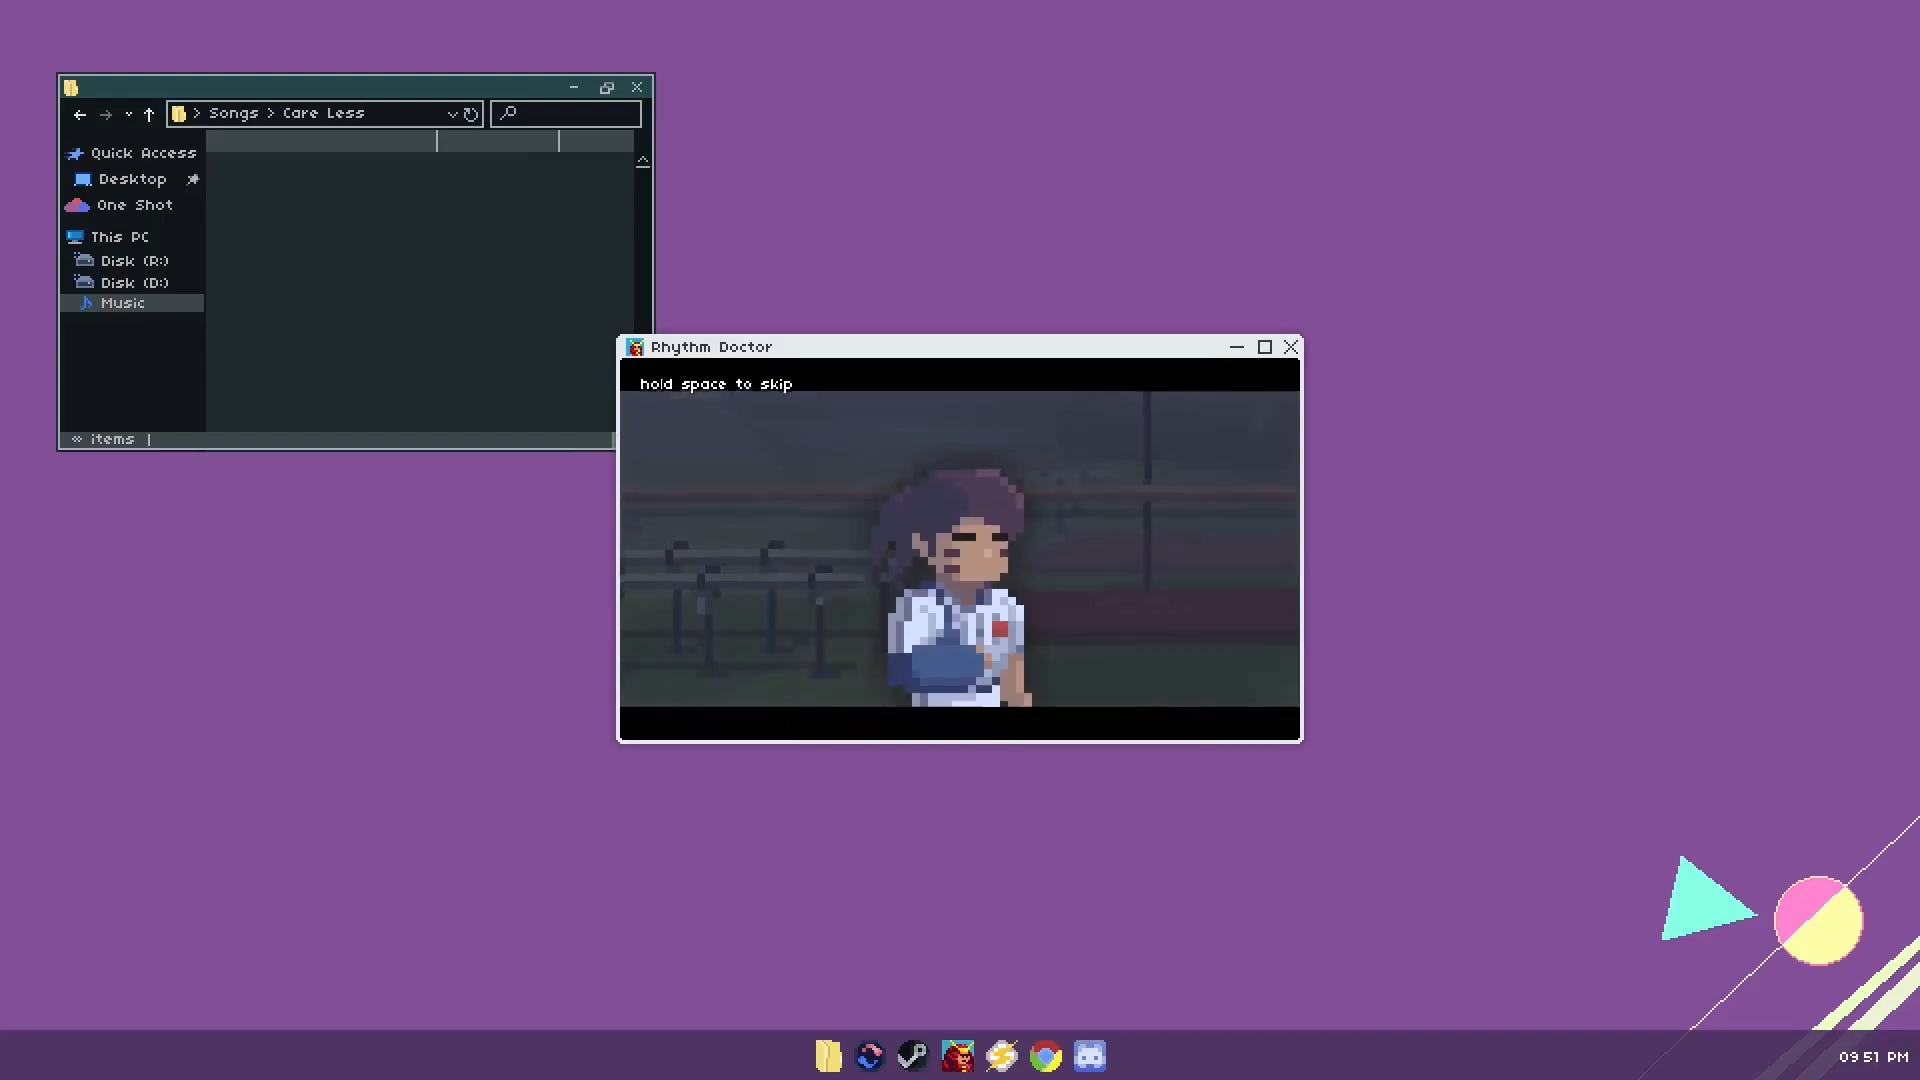 > Songs > Care Less
Quick Access
Desktop
One Shot
This PC
Disk (R:)
Disk (D:)
Music
∞ items |
Rhythm Doctor
hold space to skip
09 51 PM